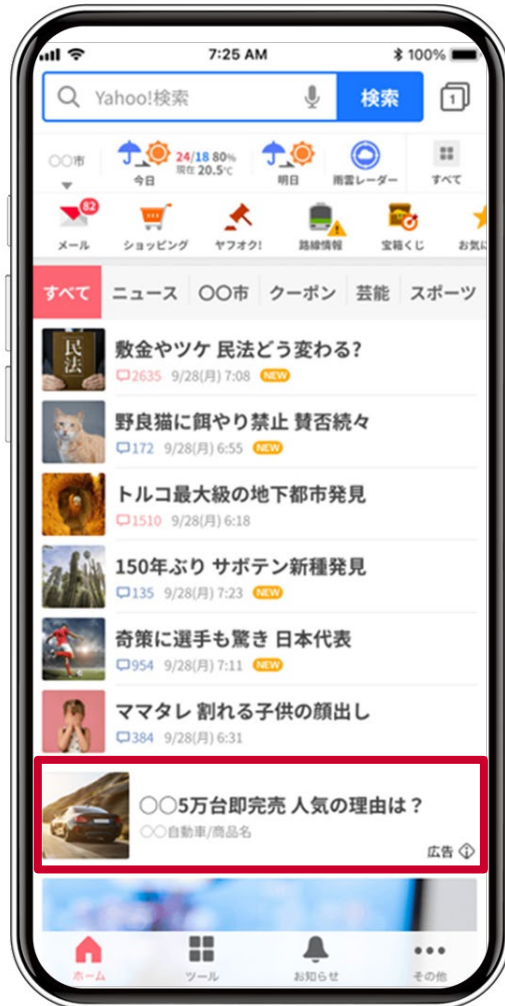 7:25 AM
100%
Yahoo!検索
検索
1
○○市
24/18 80%
現在 20.5℃
今日
明日
雨雲レーダー
すべて
82
メール
ショッピング
ヤフオク!
路線情報
宝箱くじ
お気に
すべて
ニュース
○○市
クーポン
芸能
スポーツ
民法
敷金やツケ 民法どう変わる?
2635 9/28(月) 7:08 NEW
野良猫に餌やり禁止 賛否続々
172 9/28(月) 6:55 NEW
トルコ最大級の地下都市発見
1510 9/28(月) 6:18
150年ぶり サボテン新種発見
135 9/28(月) 7:23 NEW
奇策に選手も驚き 日本代表
954 9/28(月) 7:11 NEW
ママタレ 割れる子供の顔出し
384 9/28(月) 6:31
○○5万台即完売 人気の理由は？
○○自動車/商品名
広告
ホーム
ツール
お知らせ
その他